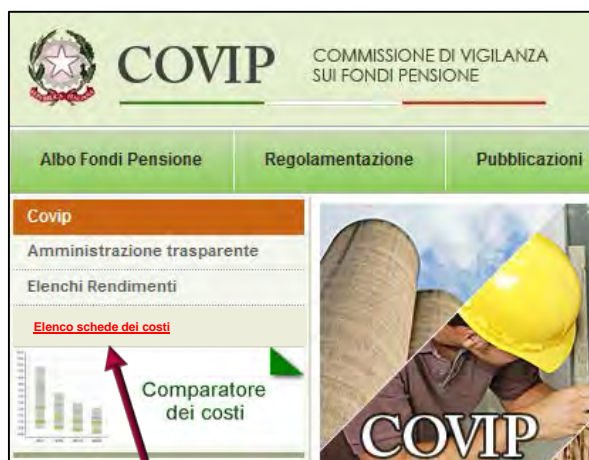 COVIP
COMMISSIONE DI VIGILANZA
SUI FONDI PENSIONE
Albo Fondi Pensione
Regolamentazione
Pubblicazioni
Covip
Amministrazione trasparente
Elenchi Rendimenti
Elenco schede dei costi
Comparatore
dei costi
COVIP